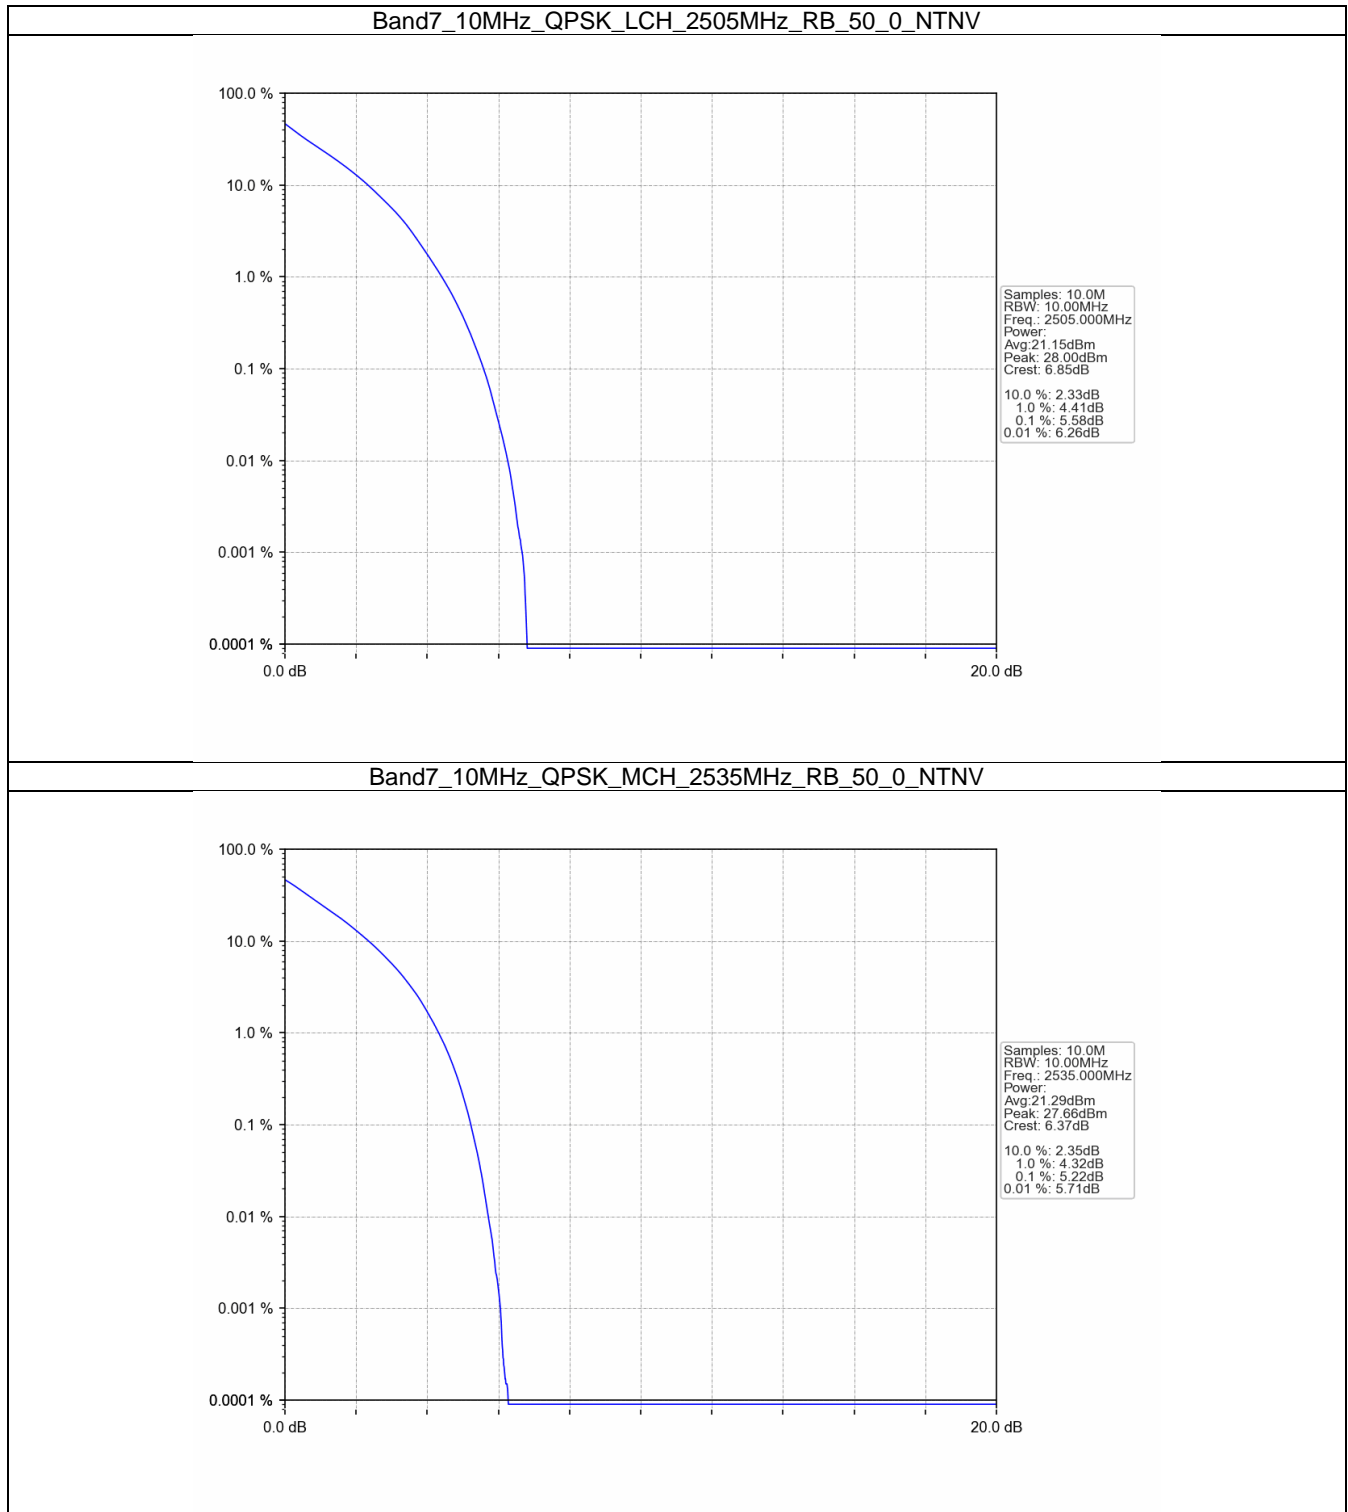 Band7_10MHz_QPSK_LCH_2505MHz_RB_50_0_NTNV
100.0 %
10.0 %
1.0 %
0.1 %
0.01 %
0.001 %
0.0001 %
0.0 dB
20.0 dB
Samples: 10.0M
RBW: 10.00MHz
Freq.: 2505.000MHz
Power:
Avg:21.15dBm
Peak: 28.00dBm
Crest: 6.85dB
10.0 %: 2.33dB
1.0 %: 4.41dB
0.1 %: 5.58dB
0.01 %: 6.26dB
Band7_10MHz_QPSK_MCH_2535MHz_RB_50_0_NTNV
100.0 %
10.0 %
1.0 %
0.1 %
0.01 %
0.001 %
0.0001 %
0.0 dB
20.0 dB
Samples: 10.0M
RBW: 10.00MHz
Freq.: 2535.000MHz
Power:
Avg:21.29dBm
Peak: 27.66dBm
Crest: 6.37dB
10.0 %: 2.35dB
1.0 %: 4.32dB
0.1 %: 5.22dB
0.01 %: 5.71dB